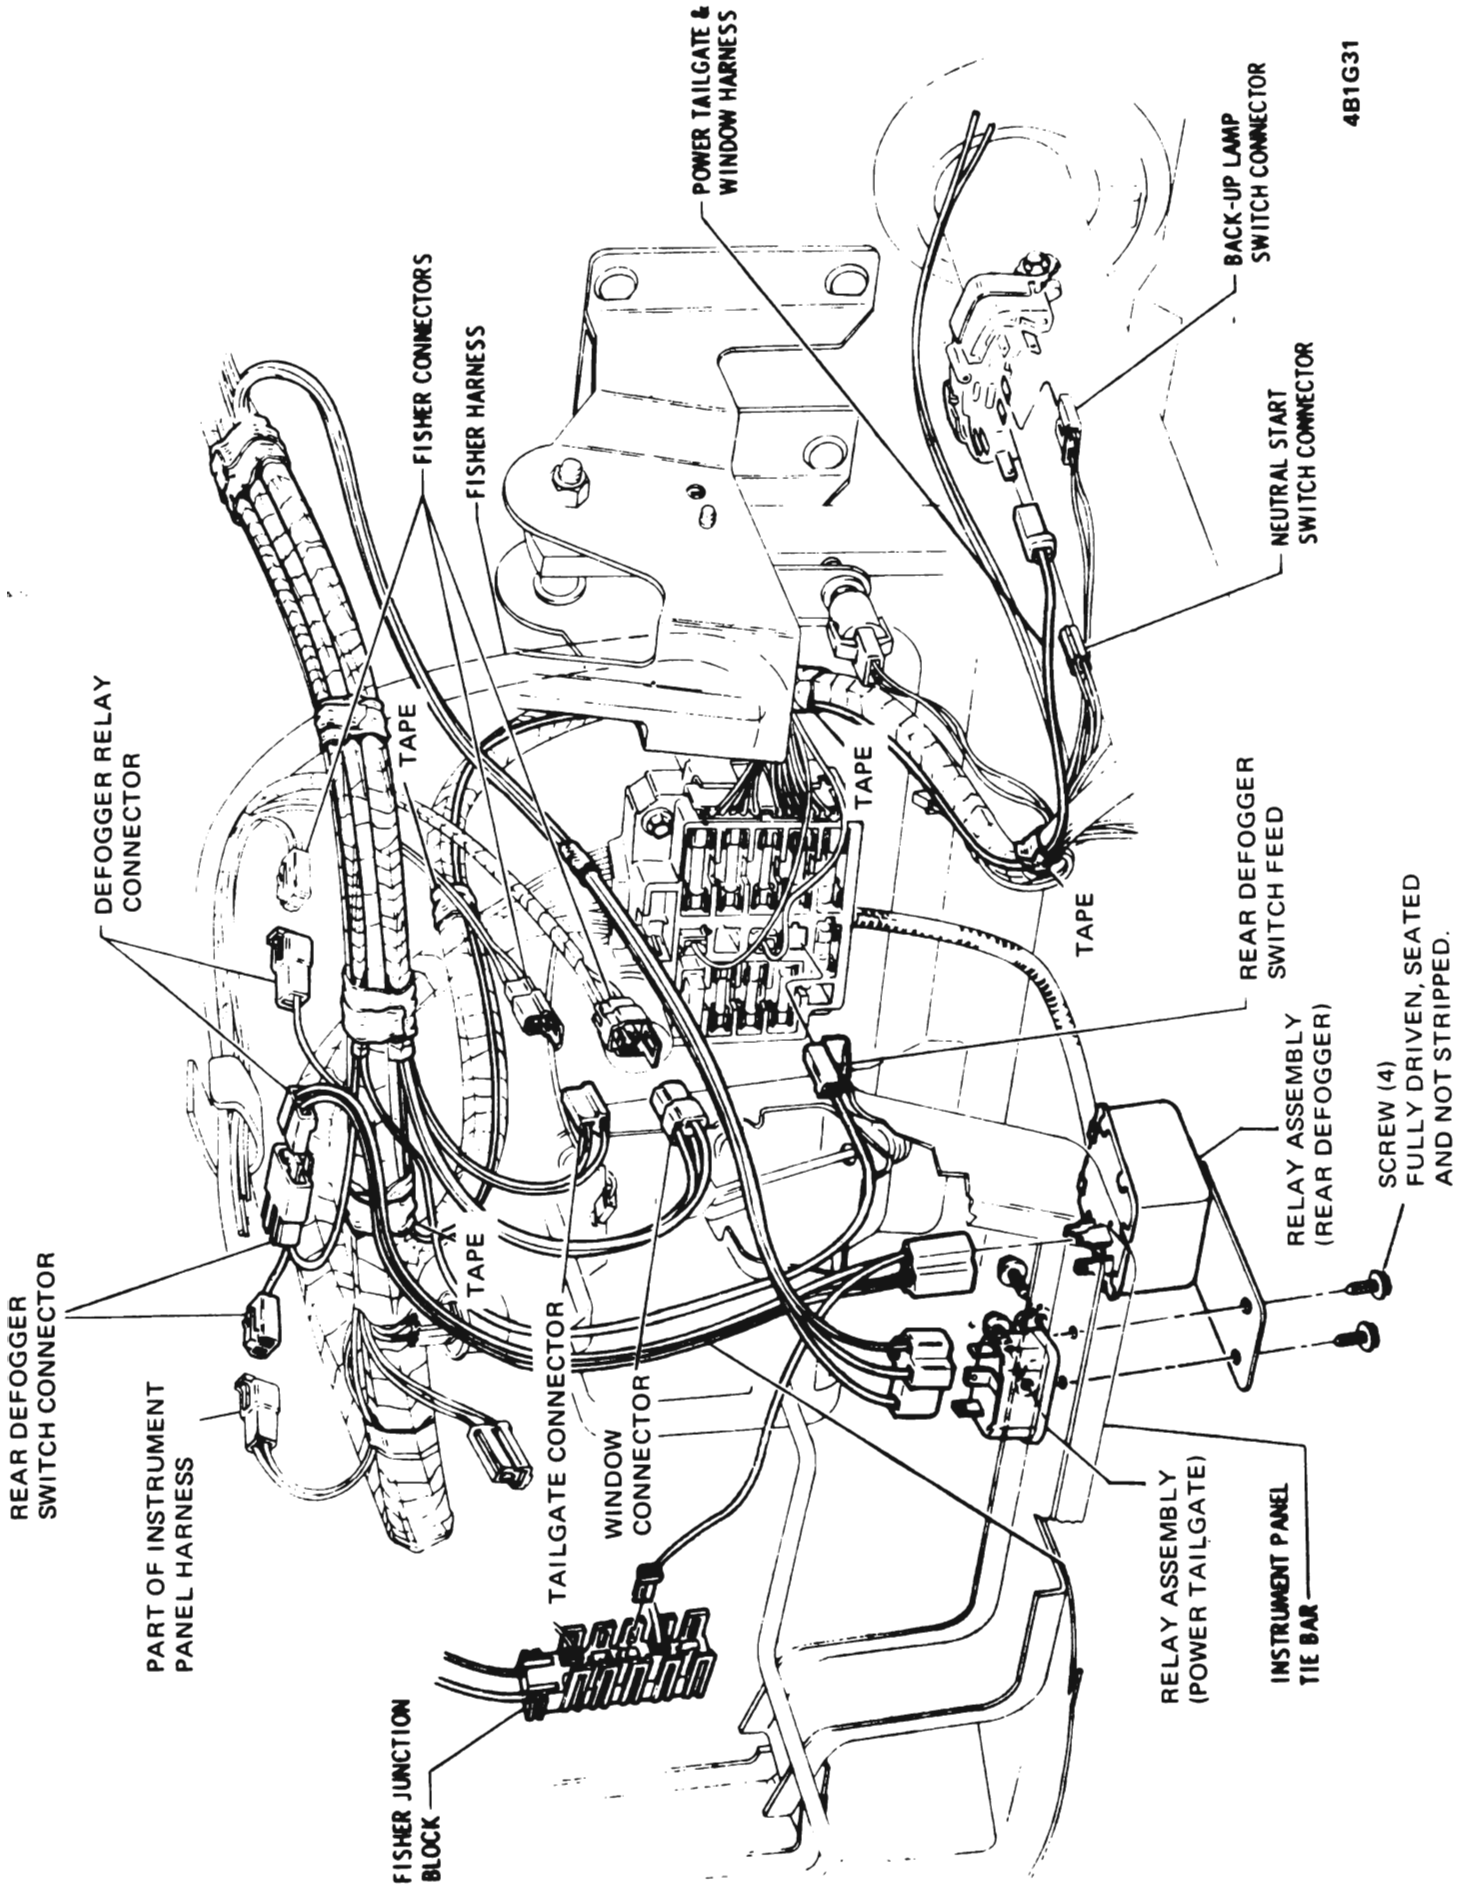 REAR DEFOGGER
SWITCH CONNECTOR
DEFOGGER RELAY
CONNECTOR
PART OF INSTRUMENT
PANEL HARNESS
FISHER CONNECTORS
FISHER HARNESS
POWER TAILGATE &
WINDOW HARNESS
TAPE
TAPE
TAPE
TAPE
TAILGATE CONNECTOR
WINDOW
CONNECTOR
FISHER JUNCTION
BLOCK
BACK-UP LAMP
SWITCH CONNECTOR
NEUTRAL START
SWITCH CONNECTOR
REAR DEFOGGER
SWITCH FEED
RELAY ASSEMBLY
(REAR DEFOGGER)
SCREW (4)
FULLY DRIVEN, SEATED
AND NOT STRIPPED.
RELAY ASSEMBLY
(POWER TAILGATE)
INSTRUMENT PANEL
TIE BAR
4B1G31